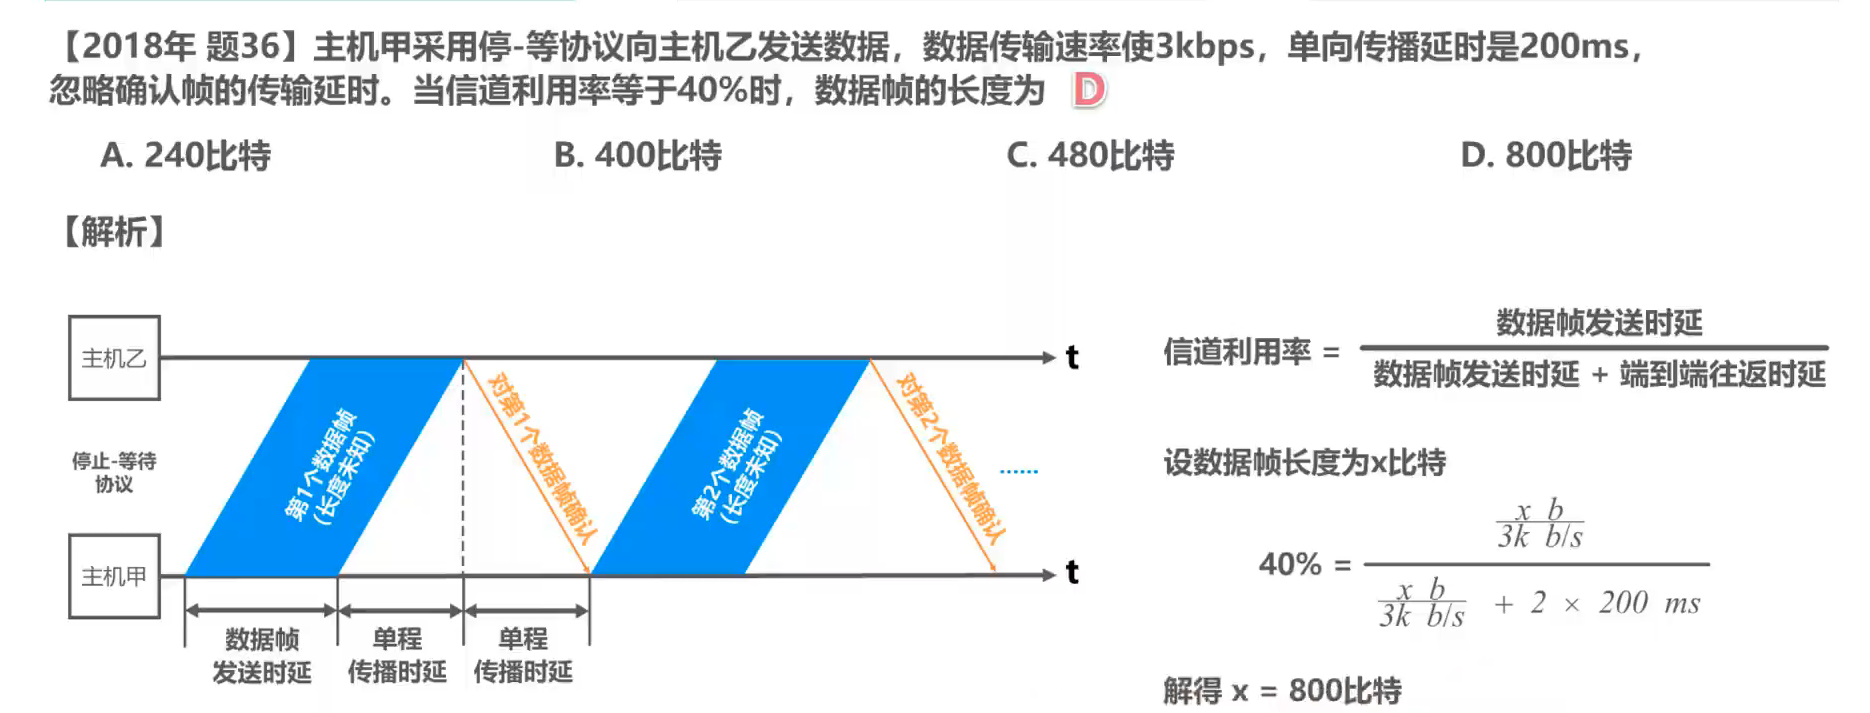 【2018年 题36】主机甲采用停-等协议向主机乙发送数据，数据传输速率使3kbps，单向传播延时是200ms，
忽略确认帧的传输延时。当信道利用率等于40%时，数据帧的长度为 D
A. 240比特 B. 400比特 C. 480比特 D. 800比特
【解析】
主机乙
t
停止-等待
协议
主机甲
t
第1个数据帧
(长度未知)
对第1个数据帧确认
第2个数据帧
(长度未知)
对第2个数据帧确认
……
数据帧
发送时延
单程
传播时延
单程
传播时延
数据帧发送时延
信道利用率 =
数据帧发送时延 + 端到端往返时延
设数据帧长度为x比特
x b
3k b/s
40% =
x b
3k b/s + 2 × 200 ms
解得 x = 800比特